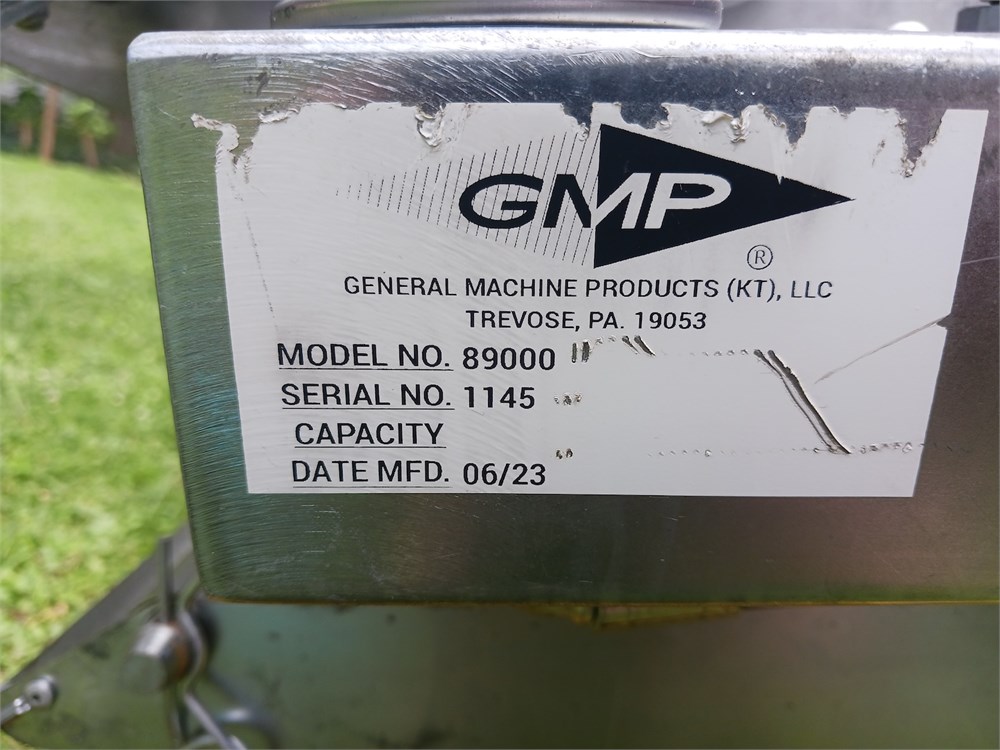 GMP
®
GENERAL MACHINE PRODUCTS (KT), LLC
TREVOSE, PA. 19053
MODEL NO. 89000
SERIAL NO. 1145
CAPACITY
DATE MFD. 06/23